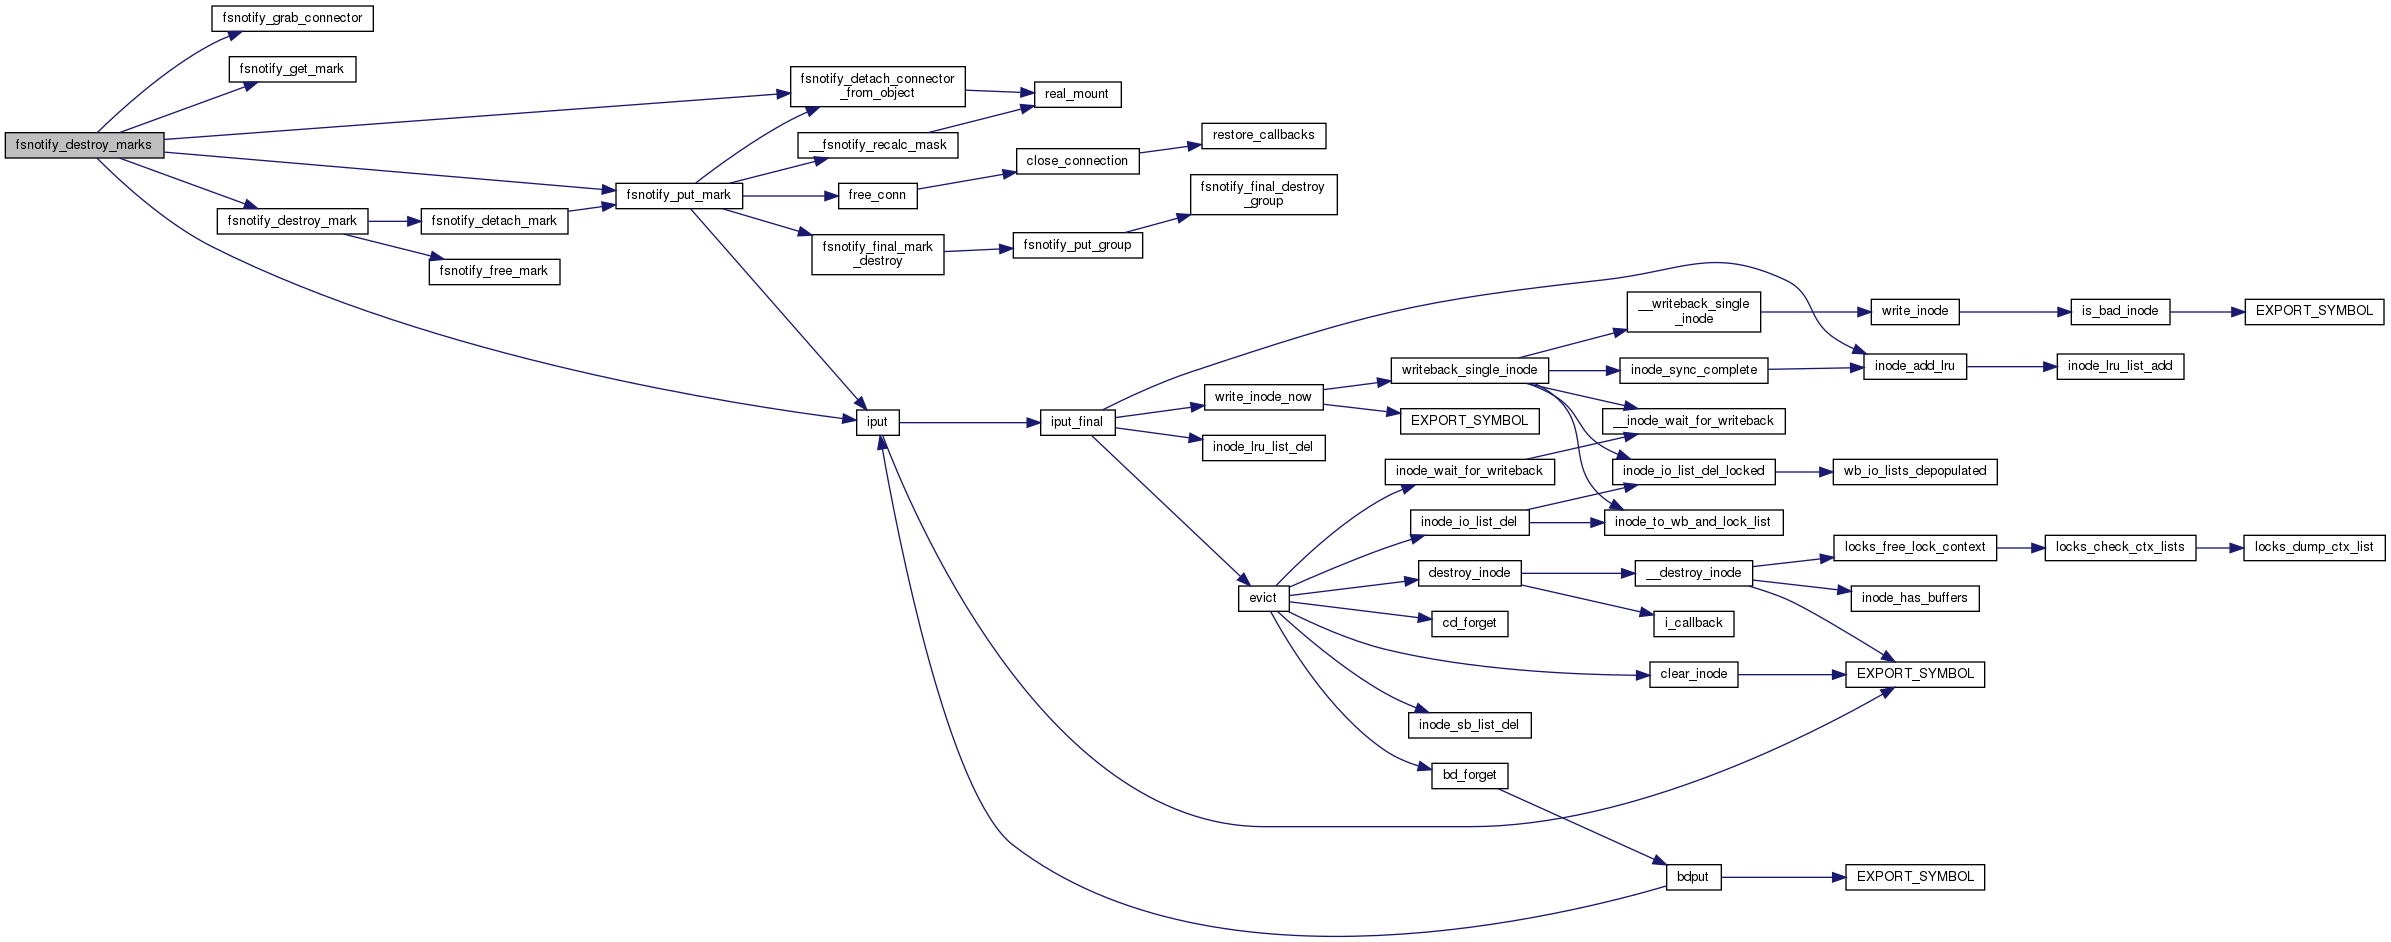 fsnotify_grab_connector
fsnotify_get_mark
fsnotify_detach_connector
_from_object
real_mount
restore_callbacks
fsnotify_destroy_marks
__fsnotify_recalc_mask
close_connection
fsnotify_put_mark
free_conn
fsnotify_final_destroy
_group
fsnotify_destroy_mark
fsnotify_detach_mark
fsnotify_final_mark
_destroy
fsnotify_put_group
fsnotify_free_mark
__writeback_single
_inode
write_inode
is_bad_inode
EXPORT_SYMBOL
writeback_single_inode
inode_sync_complete
inode_add_lru
inode_lru_list_add
write_inode_now
EXPORT_SYMBOL
__inode_wait_for_writeback
iput
iput_final
inode_lru_list_del
inode_wait_for_writeback
inode_io_list_del_locked
wb_io_lists_depopulated
inode_io_list_del
inode_to_wb_and_lock_list
locks_free_lock_context
locks_check_ctx_lists
locks_dump_ctx_list
destroy_inode
__destroy_inode
evict
inode_has_buffers
cd_forget
i_callback
clear_inode
EXPORT_SYMBOL
inode_sb_list_del
bd_forget
bdput
EXPORT_SYMBOL